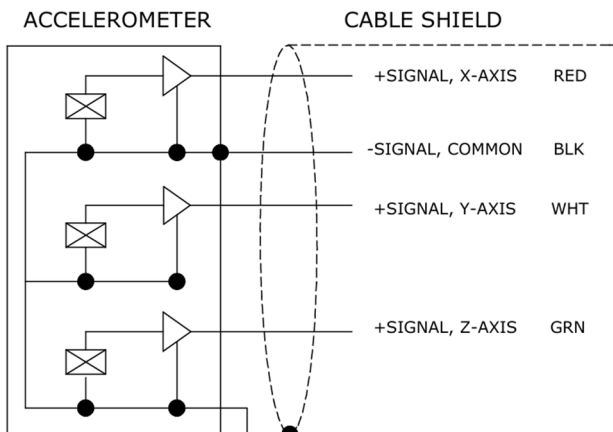 ACCELEROMETER CABLE SHIELD
+SIGNAL, X-AXIS RED
-SIGNAL, COMMON BLK
+SIGNAL, Y-AXIS WHT
+SIGNAL, Z-AXIS GRN